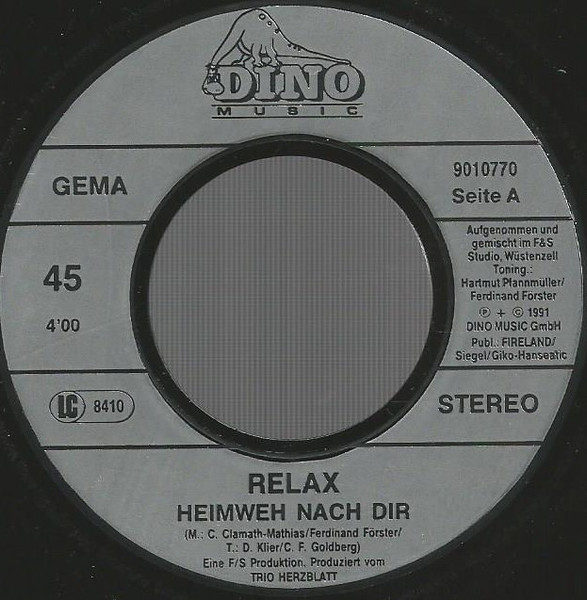 DINO
MUSIC
GEMA
9010770
Seite A
45
4'00
Aufgenommen und
gemischt im F&S
Studio, Wüstenzell
Toning.:
Hartmut Pfannmüller/
Ferdinand Förster
℗ + © 1991
DINO MUSIC GmbH
Publ.: FIRELAND/
Siegel/Giko-Hanseatic
LC 8410
STEREO
RELAX
HEIMWEH NACH DIR
(M.: C. Clamath-Mathias/Ferdinand Förster/
T.: D. Klier/C. F. Goldberg)
Eine F/S Produktion. Produziert vom
TRIO HERZBLATT